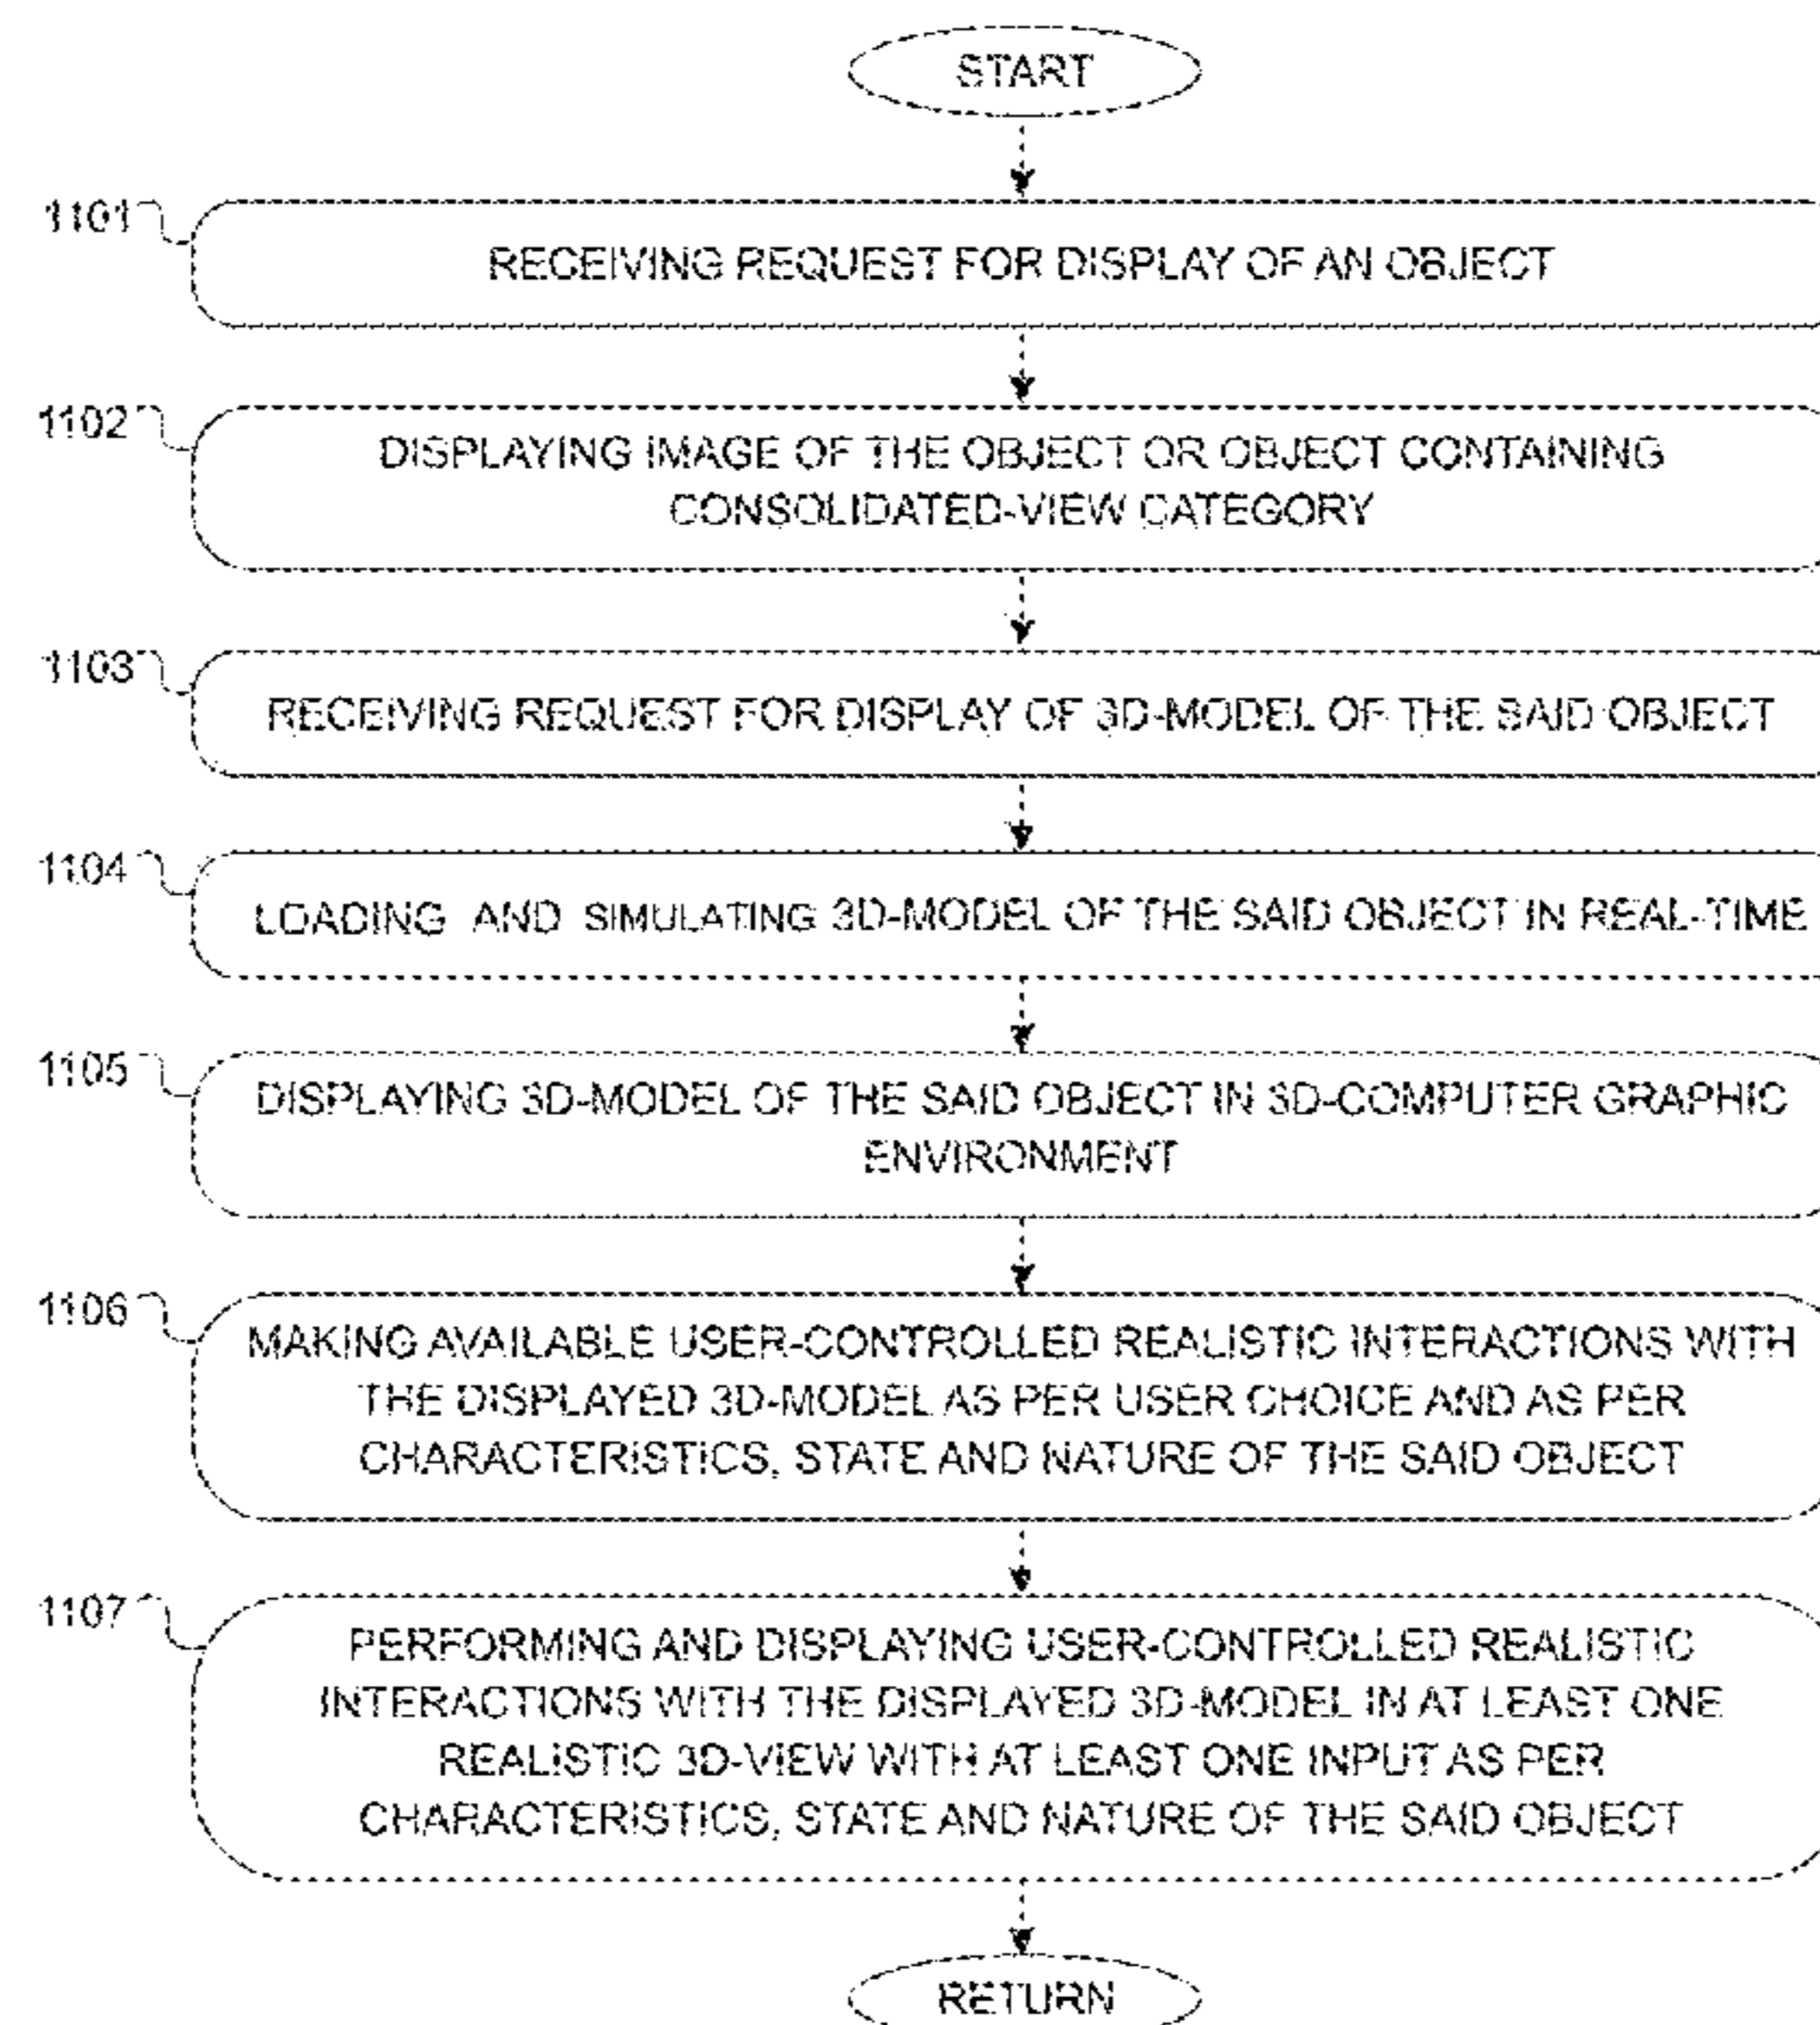 START
1101
RECEIVING REQUEST FOR DISPLAY OF AN OBJECT
1102
DISPLAYING IMAGE OF THE OBJECT OR OBJECT CONTAINING
CONSOLIDATED-VIEW CATEGORY
1103
RECEIVING REQUEST FOR DISPLAY OF 3D-MODEL OF THE SAID OBJECT
1104
LOADING AND SIMULATING 3D-MODEL OF THE SAID OBJECT IN REAL-TIME
1105
DISPLAYING 3D-MODEL OF THE SAID OBJECT IN 3D-COMPUTER GRAPHIC
ENVIRONMENT
1106
MAKING AVAILABLE USER-CONTROLLED REALISTIC INTERACTIONS WITH
THE DISPLAYED 3D-MODEL AS PER USER CHOICE AND AS PER
CHARACTERISTICS, STATE AND NATURE OF THE SAID OBJECT
1107
PERFORMING AND DISPLAYING USER-CONTROLLED REALISTIC
INTERACTIONS WITH THE DISPLAYED 3D-MODEL IN AT LEAST ONE
REALISTIC 3D-VIEW WITH AT LEAST ONE INPUT AS PER
CHARACTERISTICS, STATE AND NATURE OF THE SAID OBJECT
RETURN